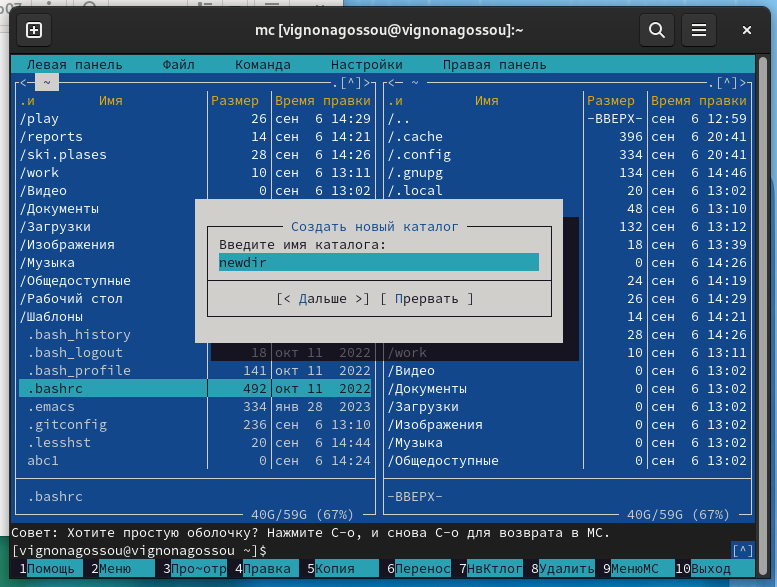 mc [vignonagossou@vignonagossou]:~
Левая панель Файл Команда Настройки Правая панель
<─ ~ .[^]> <─ ~ .[^]>
.и Имя Размер Время правки .и Имя Размер Время правки
/play 26 сен 6 14:29 /.. -ВВЕРХ- сен 6 12:59
/reports 14 сен 6 14:21 /.cache 396 сен 6 20:41
/ski.plases 28 сен 6 14:26 /.config 334 сен 6 20:41
/work 10 сен 6 13:11 /.gnupg 134 сен 6 14:46
/Видео 0 сен 6 13:02 /.local 20 сен 6 13:02
/Документы 48 сен 6 13:10
/Загрузки 132 сен 6 13:12
/Изображения 18 сен 6 13:39
/Музыка 0 сен 6 14:26
/Общедоступные 24 сен 6 14:19
/Рабочий стол 26 сен 6 14:29
/Шаблоны 14 сен 6 14:21
.bash_history 28 сен 6 14:26
.bash_logout 18 окт 11 2022 /work 10 сен 6 13:11
.bash_profile 141 окт 11 2022 /Видео 0 сен 6 13:02
.bashrc 492 окт 11 2022 /Документы 0 сен 6 13:02
.emacs 334 янв 28 2023 /Загрузки 0 сен 6 13:02
.gitconfig 236 сен 6 13:10 /Изображения 0 сен 6 13:02
.lesshst 20 сен 6 14:44 /Музыка 0 сен 6 13:02
abc1 0 сен 6 14:24 /Общедоступные 0 сен 6 13:02
.bashrc -ВВЕРХ-
40G/59G (67%) 40G/59G (67%)
Создать новый каталог
Введите имя каталога:
newdir
[< Дальше >] [ Прервать ]
Совет: Хотите простую оболочку? Нажмите C-o, и снова C-o для возврата в MC.
[vignonagossou@vignonagossou ~]$ [^]
1Помощь 2Меню 3Про~отр 4Правка 5Копия 6Перенос 7НвКтлог 8Удалить 9МенюMC 10Выход